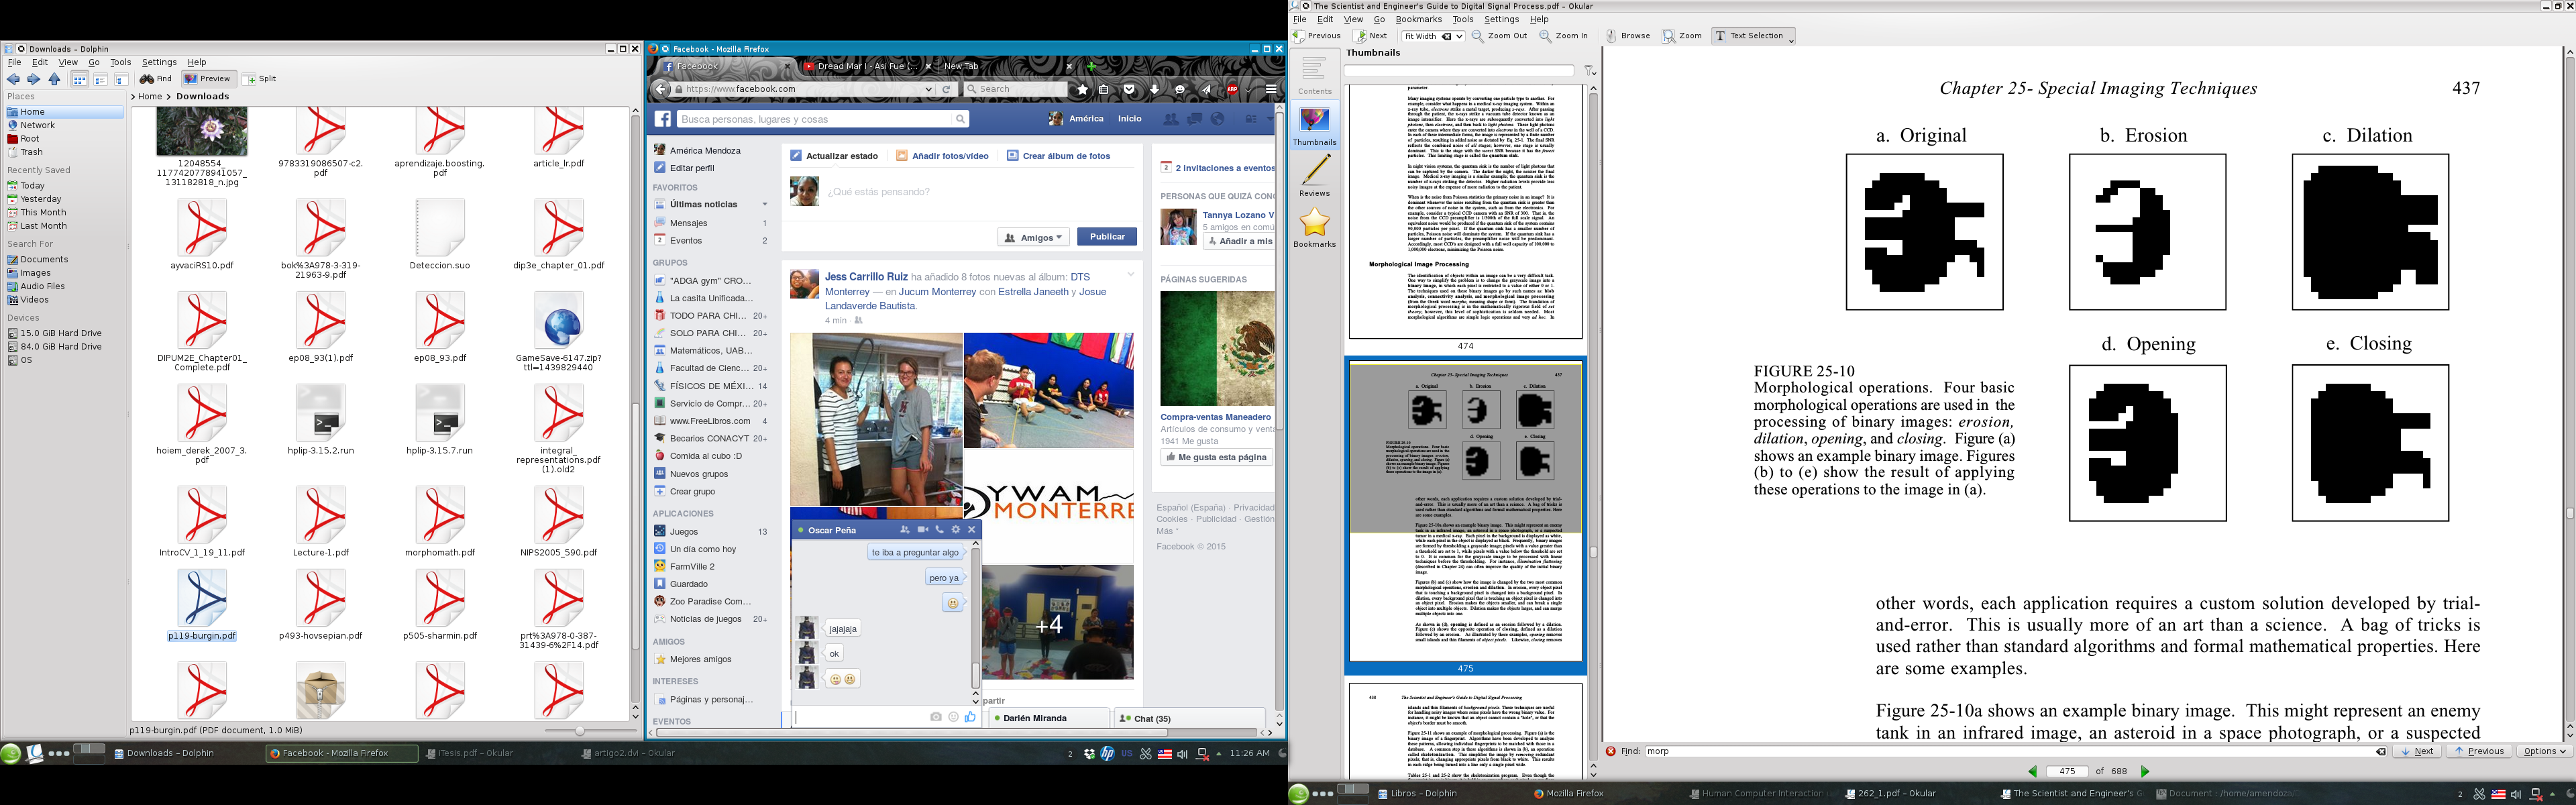 Downloads – Dolphin
File Edit View Go Tools Settings Help
Find Preview Split
Places
Home
Network
Root
Trash
Recently Saved
Today
Yesterday
This Month
Last Month
Search For
Documents
Images
Audio Files
Videos
Devices
15.0 GiB Hard Drive
84.0 GiB Hard Drive
OS
Home > Downloads
12048554_
1177420778941057_
131182818_n.jpg
9783319086507-c2.
pdf
aprendizaje.boosting.
pdf
article_lr.pdf
ayvaciRS10.pdf
bok%3A978-3-319-
21963-9.pdf
Deteccion.suo
dip3e_chapter_01.pdf
DIPUM2E_Chapter01_
Complete.pdf
ep08_93(1).pdf
ep08_93.pdf
GameSave-6147.zip?
ttl=1439829440
hoiem_derek_2007_3.
pdf
hplip-3.15.2.run
hplip-3.15.7.run
integral_
representations.pdf
(1).old2
IntroCV_1_19_11.pdf
Lecture-1.pdf
morphomath.pdf
NIPS2005_590.pdf
p119-burgin.pdf
p493-hovsepian.pdf
p505-sharmin.pdf
prt%3A978-0-387-
31439-6%2F14.pdf
p119-burgin.pdf (PDF document, 1.0 MiB)
Facebook - Mozilla Firefox
Facebook
Dread Mar I - Asi Fue (...
New Tab
https://www.facebook.com
Search
Busca personas, lugares y cosas
América Inicio
América Mendoza
Editar perfil
FAVORITOS
Últimas noticias
Mensajes 1
Eventos 2
GRUPOS
"ADGA gym" CRO...
La casita Unificada...
TODO PARA CHI... 20+
SOLO PARA CHI... 20+
Matemáticos, UAB...
Facultad de Cienc... 20+
FÍSICOS DE MÉXI... 14
Servicio de Compr... 20+
www.FreeLibros.com 4
Becarios CONACYT 20+
Comida al cubo :D
Nuevos grupos
Crear grupo
APLICACIONES
Juegos 13
Un día como hoy
FarmVille 2
Guardado
Zoo Paradise Com...
Noticias de juegos 20+
AMIGOS
Mejores amigos
INTERESES
Páginas y personaj...
EVENTOS
Actualizar estado Añadir fotos/vídeo Crear álbum de fotos
¿Qué estás pensando?
Amigos Publicar
Jess Carrillo Ruiz ha añadido 8 fotos nuevas al álbum: DTS
Monterrey — en Jucum Monterrey con Estrella Janeeth y Josue
Landaverde Bautista.
4 min
YWAM
MONTERRE
+4
Oscar Peña
te iba a preguntar algo
pero ya
jajajaja
ok
partir
Darién Miranda
Chat (35)
2 invitaciones a eventos
PERSONAS QUE QUIZÁ CONO
Tannya Lozano V
5 amigos en comú
Añadir a mis
PÁGINAS SUGERIDAS
Compra-ventas Maneadero
Artículos de consumo y venta
1941 Me gusta
Me gusta esta página
Español (España) · Privacidad
Cookies · Publicidad · Gestión
Más
Facebook © 2015
Downloads – Dolphin
Facebook - Mozilla Firefox
iTesis.pdf – Okular
artigo2.dvi – Okular
2
hp
US
11:26 AM
The Scientist and Engineer's Guide to Digital Signal Process.pdf – Okular
File Edit View Go Bookmarks Tools Settings Help
Previous Next Fit Width Zoom Out Zoom In Browse Zoom Text Selection
Contents
Thumbnails
Reviews
Bookmarks
Thumbnails
Morphological Image Processing
474
475
Chapter 25- Special Imaging Techniques 437
a. Original b. Erosion c. Dilation
d. Opening e. Closing
FIGURE 25-10
Morphological operations. Four basic
morphological operations are used in the
processing of binary images: erosion,
dilation, opening, and closing. Figure (a)
shows an example binary image. Figures
(b) to (e) show the result of applying
these operations to the image in (a).
other words, each application requires a custom solution developed by trial-
and-error. This is usually more of an art than a science. A bag of tricks is
used rather than standard algorithms and formal mathematical properties. Here
are some examples.
Figure 25-10a shows an example binary image. This might represent an enemy
tank in an infrared image, an asteroid in a space photograph, or a suspected
Find: morp
Next Previous Options
475 of 688
Libros – Dolphin
Mozilla Firefox
Human Computer Interaction
262_1.pdf – Okular
The Scientist and Engineer's G
Document : /home/amendoza
2